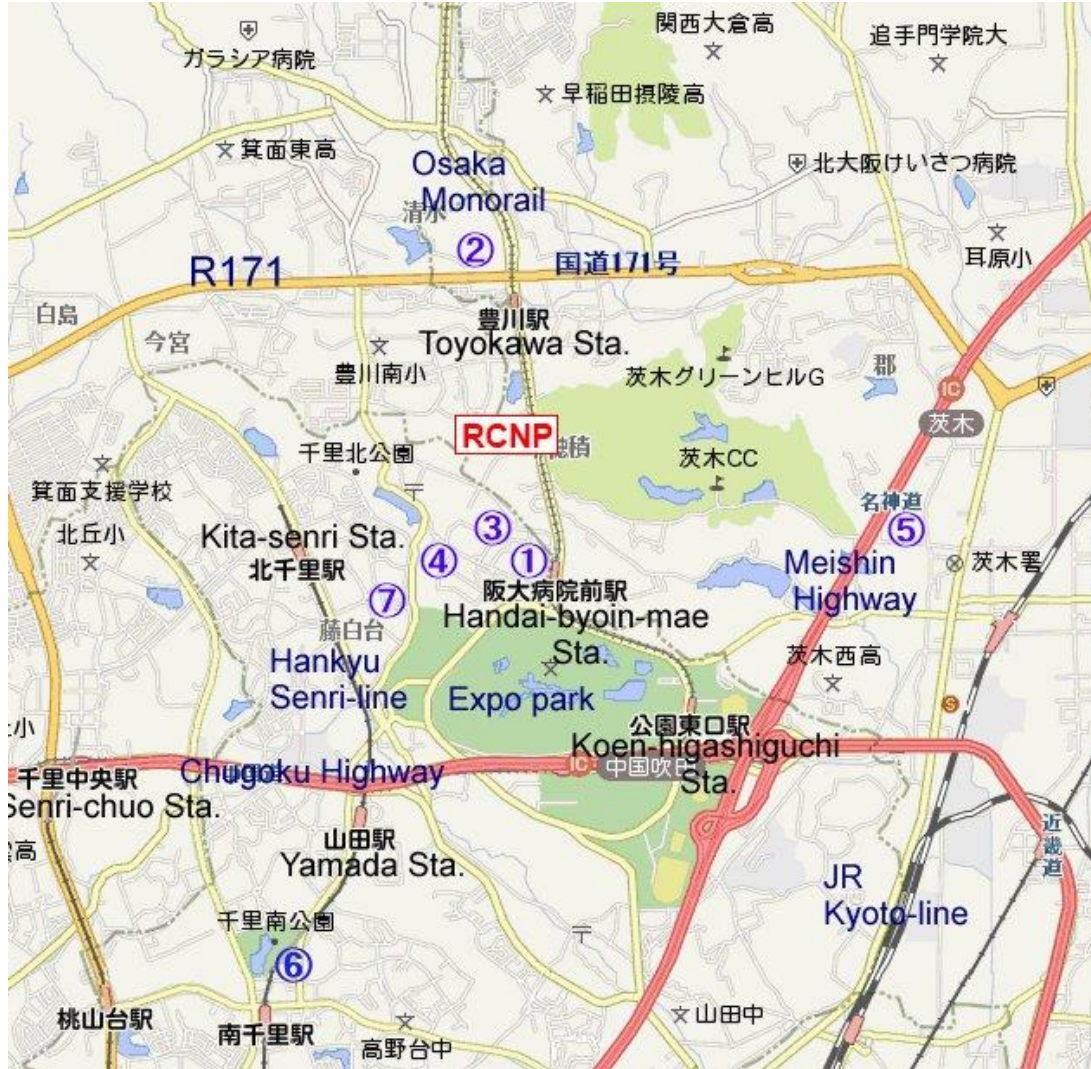 関西大倉高
追手門学院大
ガラシア病院
早稲田摂陵高
箕面東高
Osaka
Monorail
北大阪けいさつ病院
清水
②
耳原小
R171
国道171号
白島
豊川駅
Toyokawa Sta.
今宮
豊川南小
茨木グリーンヒルG
郡
IC
茨木
RCNP
千里北公園
茨木CC
箕面支援学校
名神道
③
⑤
北丘小
Kita-senri Sta.
④
①
北千里駅
阪大病院前駅
Meishin
Highway
茨木署
⑦
Handai-byoin-mae
Sta.
藤白台
茨木西高
Hankyu
Senri-line
Expo park
公園東口駅
Koen-higashiguchi
Sta.
IC
中国吹田
千里中央駅
Senri-chuo Sta.
Chugoku Highway
山田駅
Yamada Sta.
近畿道
JR
Kyoto-line
千里南公園
⑥
桃山台駅
南千里駅
高野台中
山田中